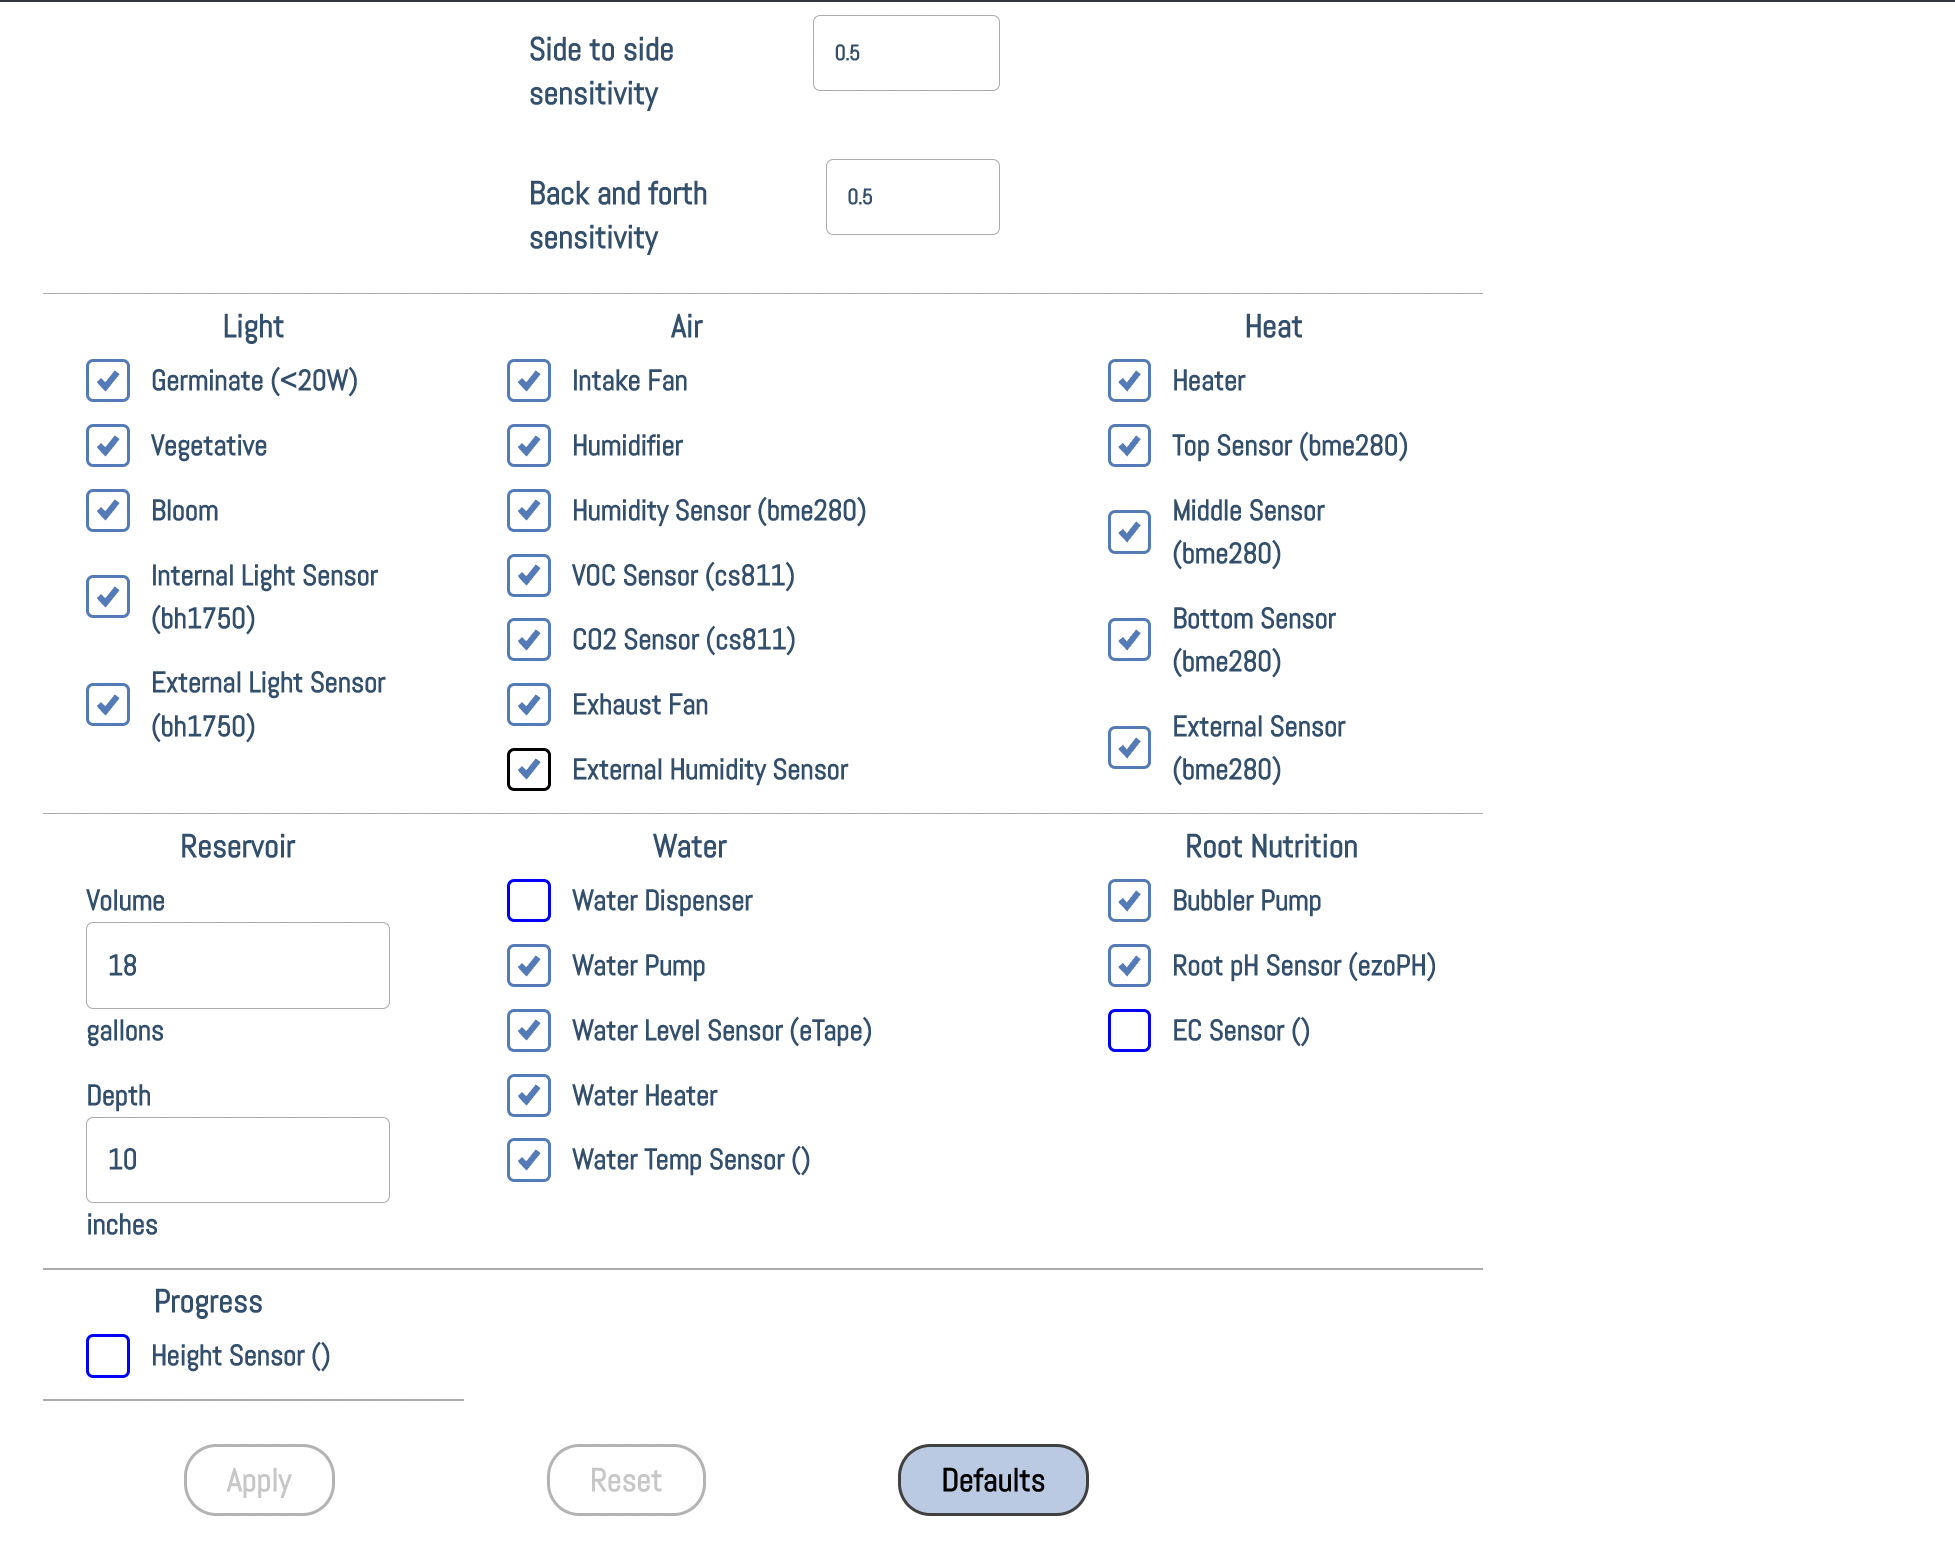 Side to side
sensitivity
0.5
Back and forth
sensitivity
0.5
Light
Germinate (<20W)
Vegetative
Bloom
Internal Light Sensor
(bh1750)
External Light Sensor
(bh1750)
Air
Intake Fan
Humidifier
Humidity Sensor (bme280)
VOC Sensor (cs811)
CO2 Sensor (cs811)
Exhaust Fan
External Humidity Sensor
Heat
Heater
Top Sensor (bme280)
Middle Sensor
(bme280)
Bottom Sensor
(bme280)
External Sensor
(bme280)
Reservoir
Volume
18
gallons
Depth
10
inches
Water
Water Dispenser
Water Pump
Water Level Sensor (eTape)
Water Heater
Water Temp Sensor ()
Root Nutrition
Bubbler Pump
Root pH Sensor (ezoPH)
EC Sensor ()
Progress
Height Sensor ()
Apply
Reset
Defaults